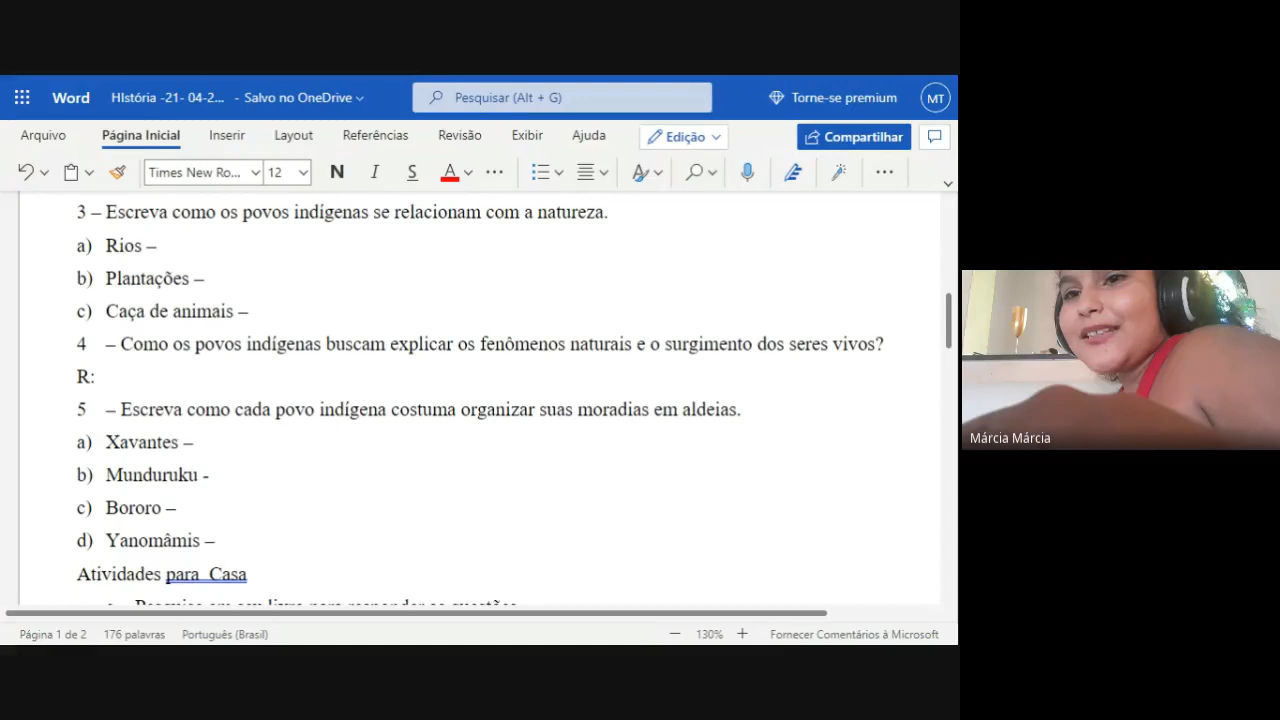 Word
HIstória -21- 04-2... - Salvo no OneDrive
Pesquisar (Alt + G)
Torne-se premium
MT
Arquivo
Página Inicial
Inserir
Layout
Referências
Revisão
Exibir
Ajuda
Edição
Compartilhar
Times New Ro...
12
N
I
S
A
3 – Escreva como os povos indígenas se relacionam com a natureza.
a) Rios –
b) Plantações –
c) Caça de animais –
4 – Como os povos indígenas buscam explicar os fenômenos naturais e o surgimento dos seres vivos?
R:
5 – Escreva como cada povo indígena costuma organizar suas moradias em aldeias.
a) Xavantes –
b) Munduruku -
c) Bororo –
d) Yanomâmis –
Atividades para Casa
Página 1 de 2
176 palavras
Português (Brasil)
130%
Fornecer Comentários à Microsoft
Márcia Márcia